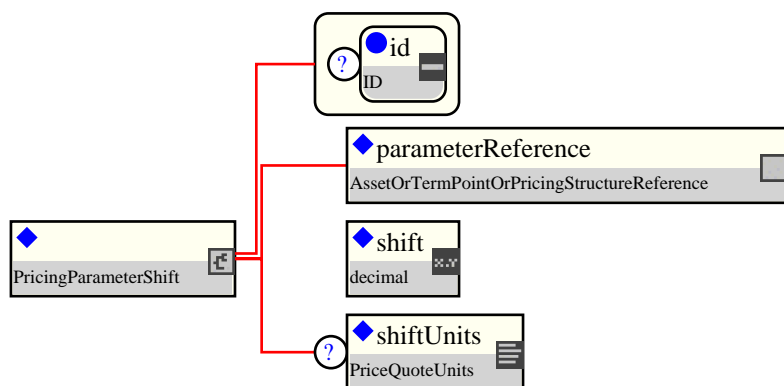 ? id
ID
parameterReference
AssetOrTermPointOrPricingStructureReference
PricingParameterShift
shift
x.y
decimal
? shiftUnits
PriceQuoteUnits